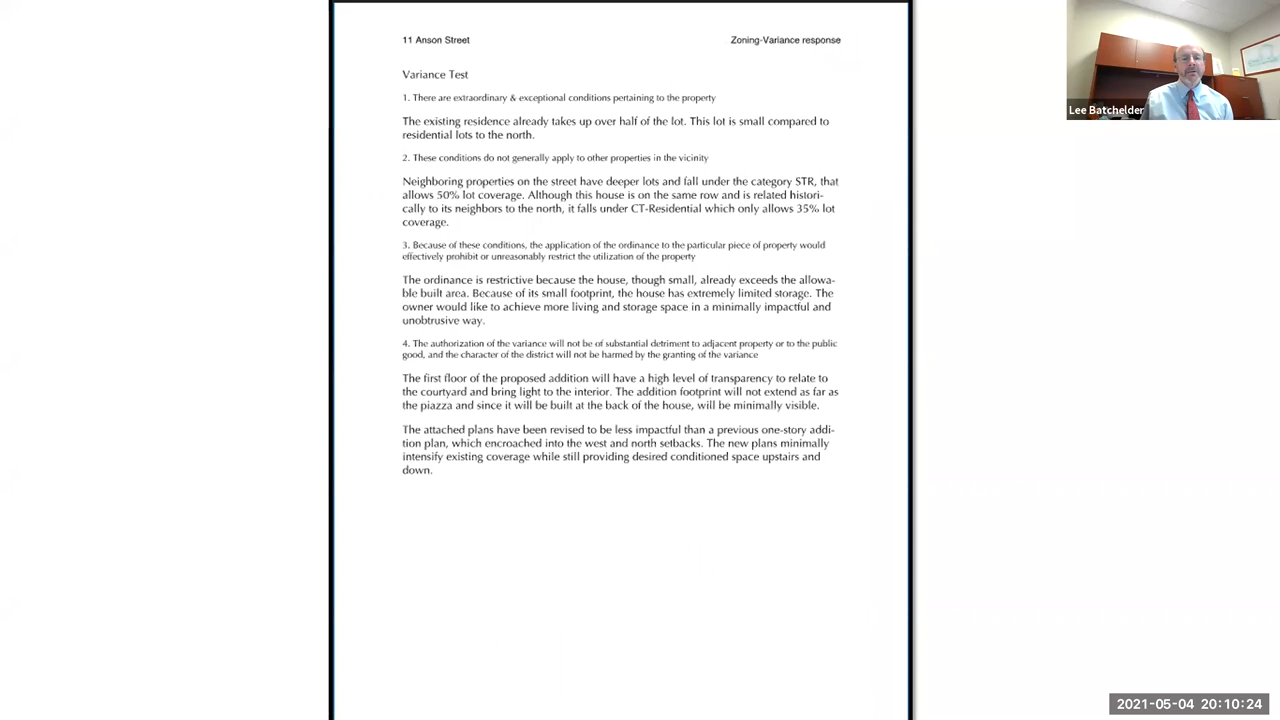 11 Anson Street
Zoning-Variance response
Variance Test
1. There are extraordinary & exceptional conditions pertaining to the property
The existing residence already takes up over half of the lot. This lot is small compared to
residential lots to the north.
2. These conditions do not generally apply to other properties in the vicinity
Neighboring properties on the street have deeper lots and fall under the category STR, that
allows 50% lot coverage. Although this house is on the same row and is related histori-
cally to its neighbors to the north, it falls under CT-Residential which only allows 35% lot
coverage.
3. Because of these conditions, the application of the ordinance to the particular piece of property would
effectively prohibit or unreasonably restrict the utilization of the property
The ordinance is restrictive because the house, though small, already exceeds the allowa-
ble built area. Because of its small footprint, the house has extremely limited storage. The
owner would like to achieve more living and storage space in a minimally impactful and
unobtrusive way.
4. The authorization of the variance will not be of substantial detriment to adjacent property or to the public
good, and the character of the district will not be harmed by the granting of the variance
The first floor of the proposed addition will have a high level of transparency to relate to
the courtyard and bring light to the interior. The addition footprint will not extend as far as
the piazza and since it will be built at the back of the house, will be minimally visible.
The attached plans have been revised to be less impactful than a previous one-story addi-
tion plan, which encroached into the west and north setbacks. The new plans minimally
intensify existing coverage while still providing desired conditioned space upstairs and
down.
Lee Batchelder
2021-05-04 20:10:24